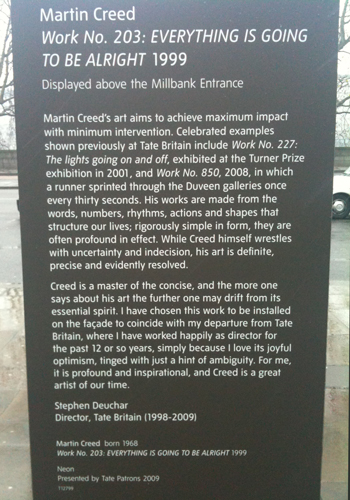 Martin Creed
Work No. 203: EVERYTHING IS GOING
TO BE ALRIGHT 1999
Displayed above the Millbank Entrance
Martin Creed's art aims to achieve maximum impact
with minimum intervention. Celebrated examples
shown previously at Tate Britain include Work No. 227:
The lights going on and off, exhibited at the Turner Prize
exhibition in 2001, and Work No. 850, 2008, in which
a runner sprinted through the Duveen galleries once
every thirty seconds. His works are made from the
words, numbers, rhythms, actions and shapes that
structure our lives; rigorously simple in form, they are
often profound in effect. While Creed himself wrestles
with uncertainty and indecision, his art is definite,
precise and evidently resolved.
Creed is a master of the concise, and the more one
says about his art the further one may drift from its
essential spirit. I have chosen this work to be installed
on the façade to coincide with my departure from Tate
Britain, where I have worked happily as director for
the past 12 or so years, simply because I love its joyful
optimism, tinged with just a hint of ambiguity. For me,
it is profound and inspirational, and Creed is a great
artist of our time.
Stephen Deuchar
Director, Tate Britain (1998-2009)
Martin Creed born 1968
Work No. 203: EVERYTHING IS GOING TO BE ALRIGHT 1999
Neon
Presented by Tate Patrons 2009
T12799